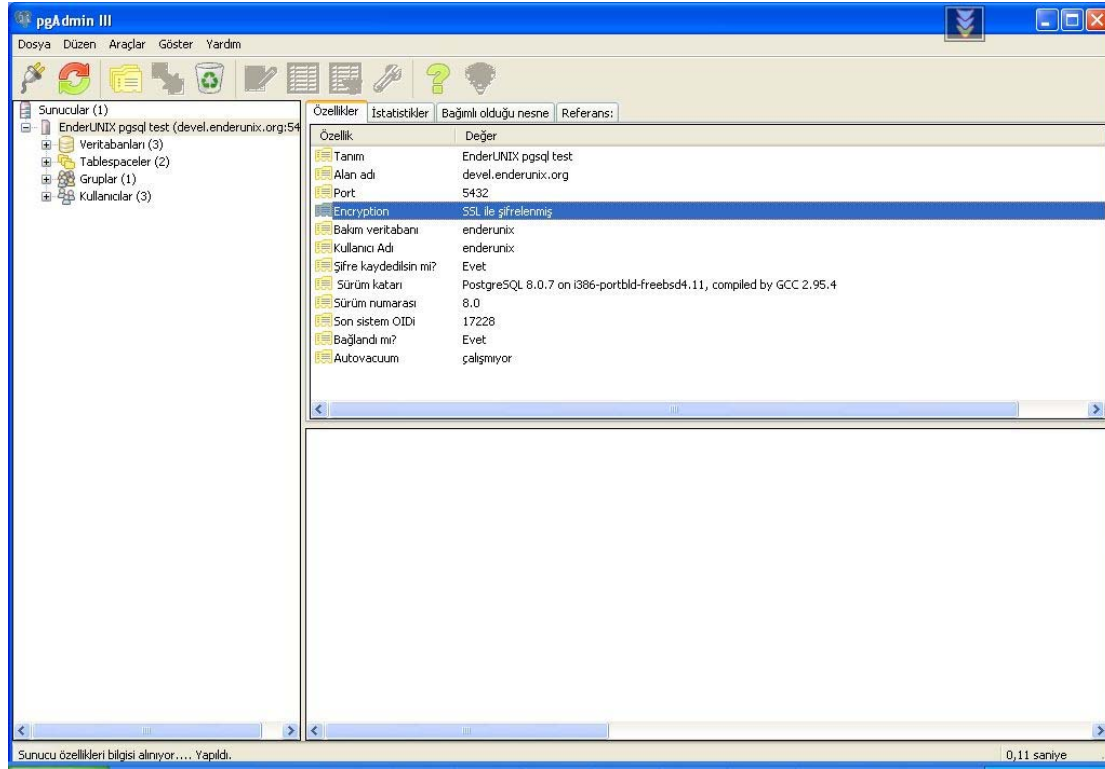 pgAdmin III
Dosya Düzen Araçlar Göster Yardım
Sunucular (1)
EnderUNIX pgsql test (devel.enderunix.org:54
Veritabanları (3)
Tablespaceler (2)
Gruplar (1)
Kullanıcılar (3)
Özellikler İstatistikler Bağımlı olduğu nesne Referans:
Özellik Değer
Tanım EnderUNIX pgsql test
Alan adı devel.enderunix.org
Port 5432
Encryption SSL ile şifrelenmiş
Bakım veritabanı enderunix
Kullanıcı Adı enderunix
Şifre kaydedilsin mi? Evet
Sürüm katarı PostgreSQL 8.0.7 on i386-portbld-freebsd4.11, compiled by GCC 2.95.4
Sürüm numarası 8.0
Son sistem OIDi 17228
Bağlandı mı? Evet
Autovacuum çalışmıyor
Sunucu özellikleri bilgisi alınıyor.... Yapıldı. 0,11 saniye